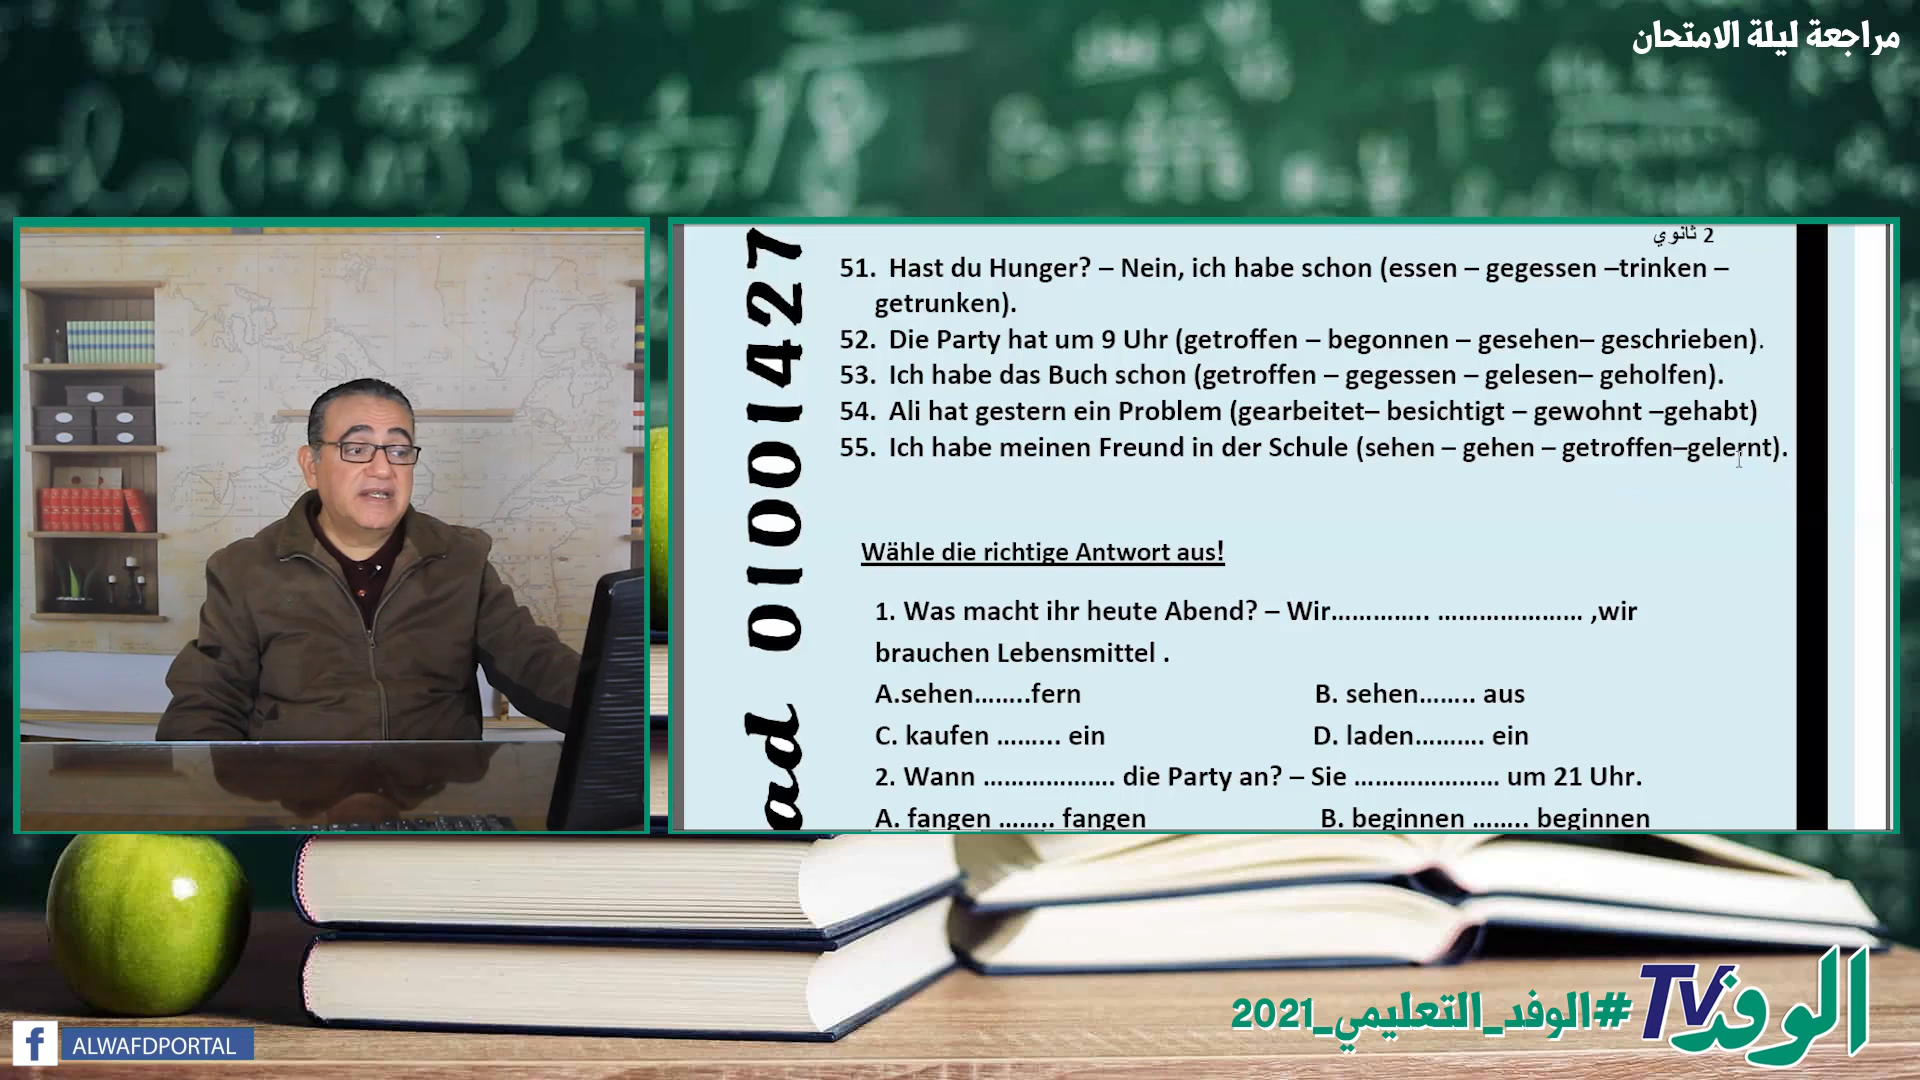 مراجعة ليلة الامتحان
2 ثانوي
51. Hast du Hunger? – Nein, ich habe schon (essen – gegessen –trinken –
getrunken).
52. Die Party hat um 9 Uhr (getroffen – begonnen – gesehen– geschrieben).
53. Ich habe das Buch schon (getroffen – gegessen – gelesen– geholfen).
54. Ali hat gestern ein Problem (gearbeitet– besichtigt – gewohnt –gehabt)
55. Ich habe meinen Freund in der Schule (sehen – gehen – getroffen–gelernt).
Wähle die richtige Antwort aus!
1. Was macht ihr heute Abend? – Wir………….. ………………… ,wir
brauchen Lebensmittel .
A.sehen……..fern B. sehen…….. aus
C. kaufen ……... ein D. laden………. ein
2. Wann ………………. die Party an? – Sie ………………… um 21 Uhr.
A. fangen …….. fangen B. beginnen …….. beginnen
ad 01001427
الوفد TV
#الوفد_التعليمي_2021
f ALWAFDPORTAL